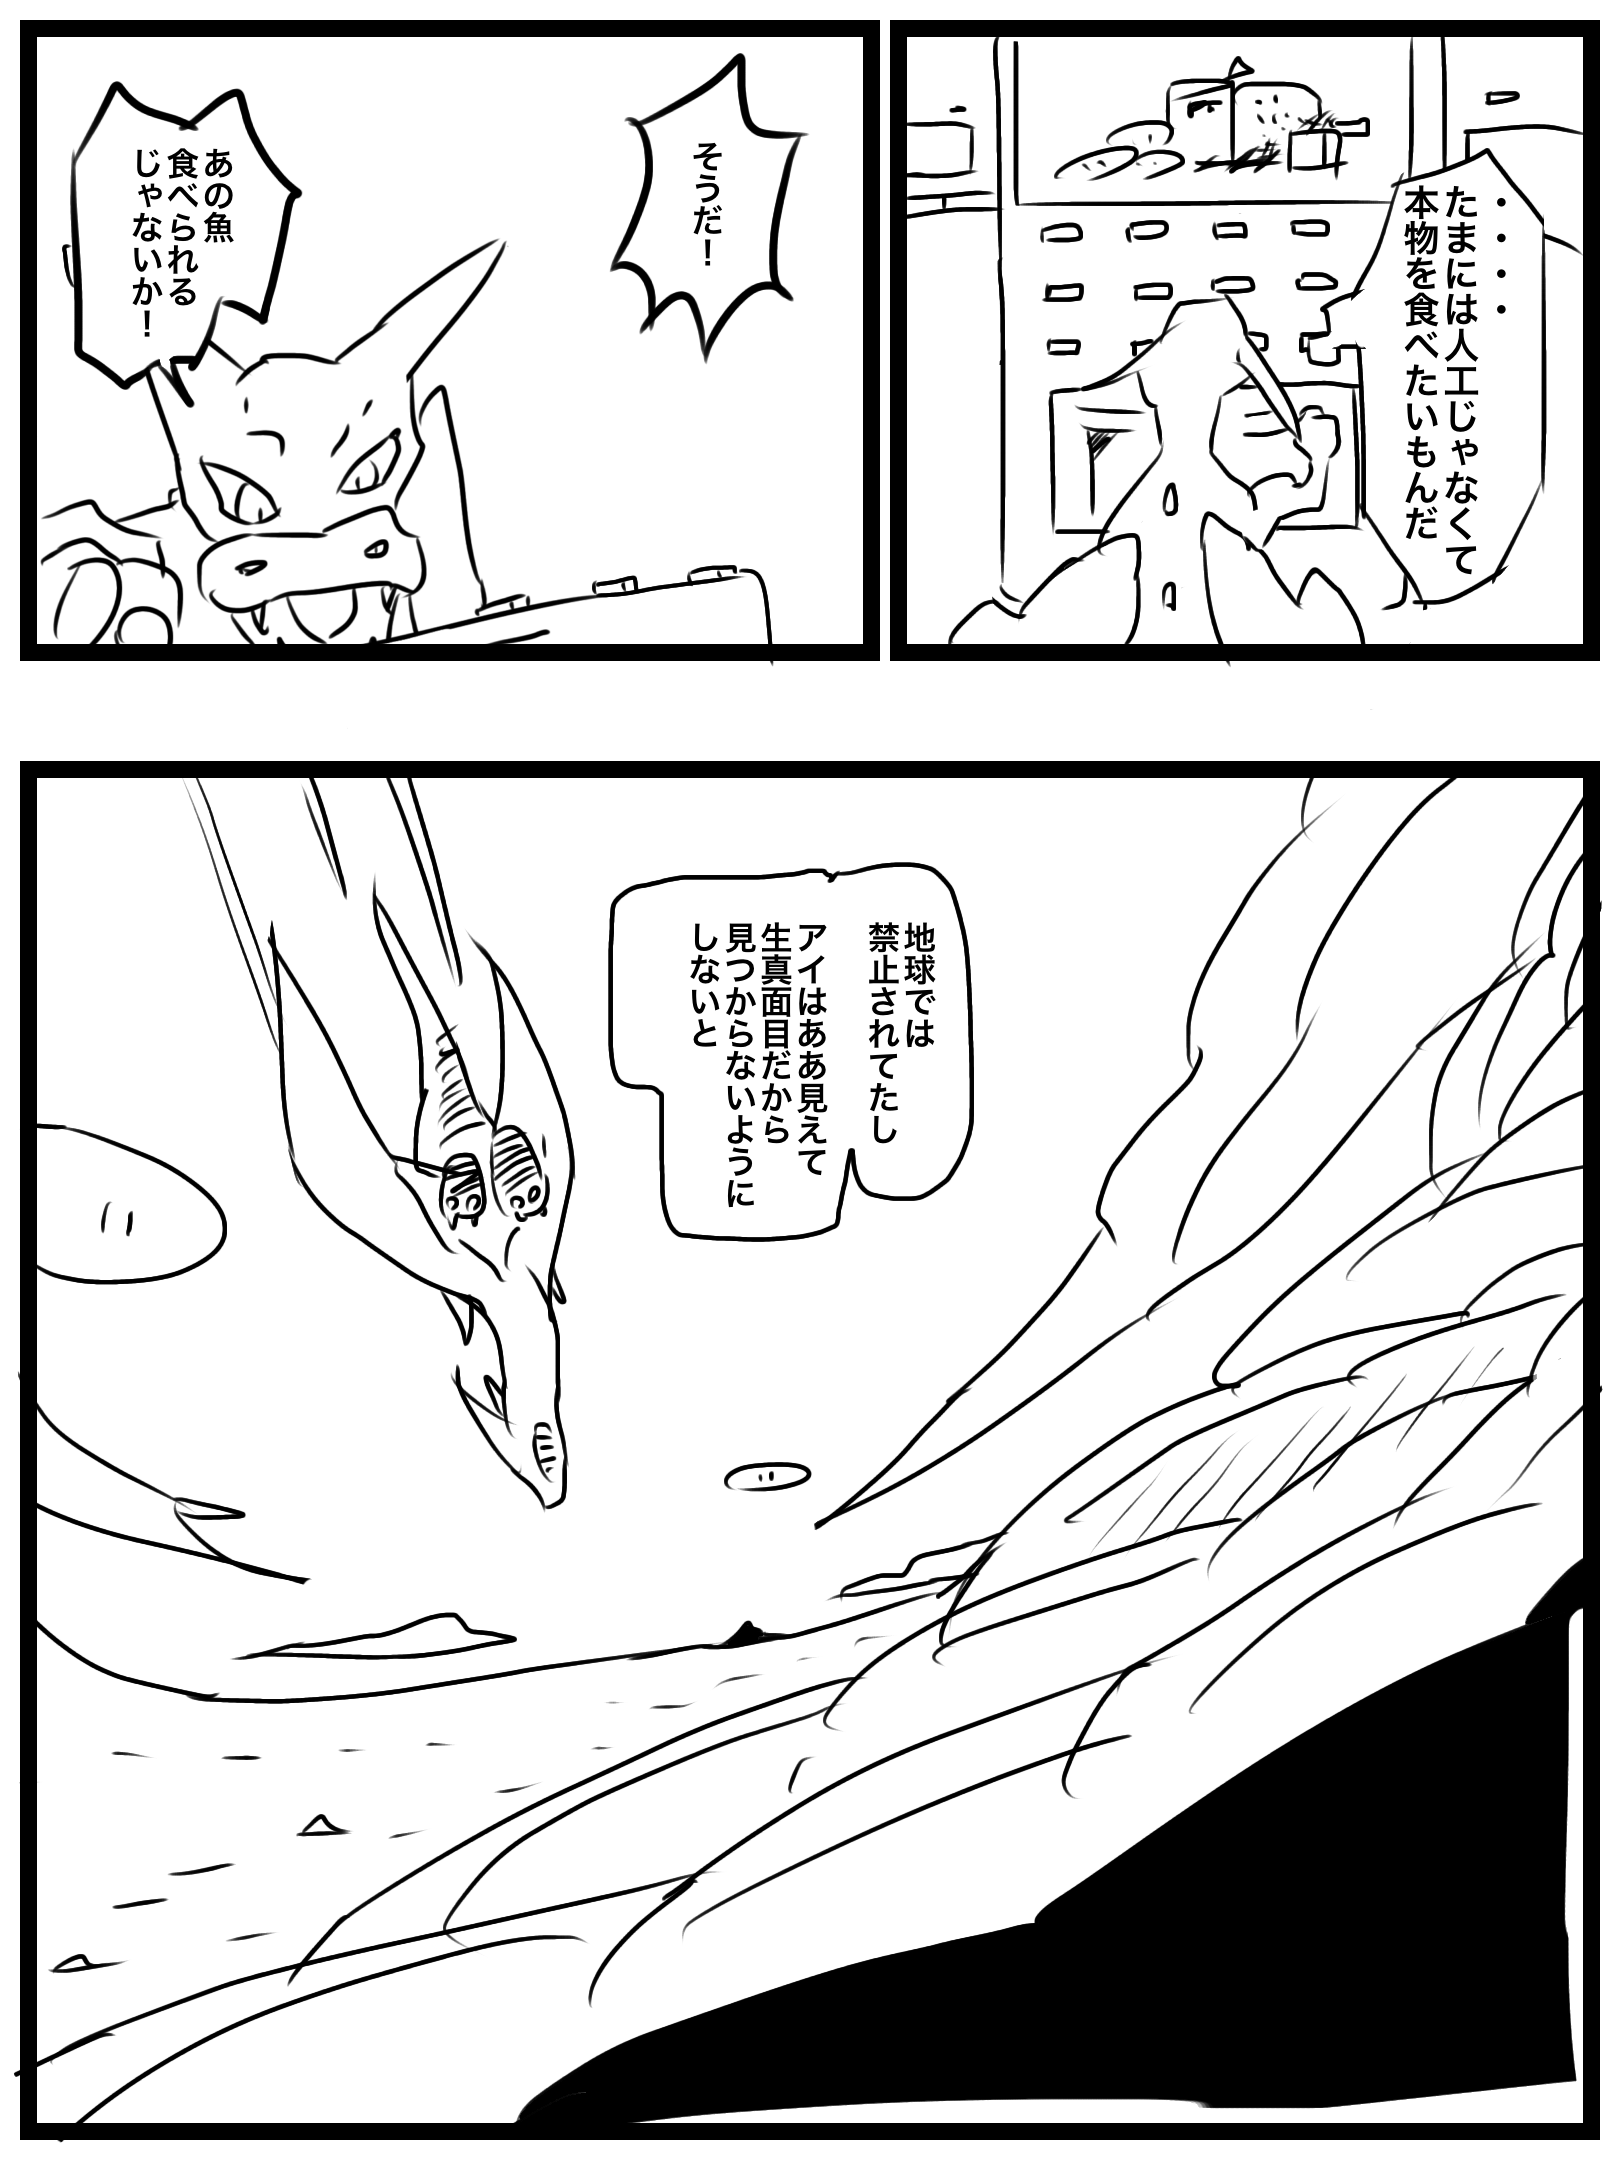 ・・・・
たまには人工じゃなくて
本物を食べたいもんだ
そうだ！
あの魚
食べられる
じゃないか！
地球では
禁止されてたし
アイはああ見えて
生真面目だから
見つからないように
しないと